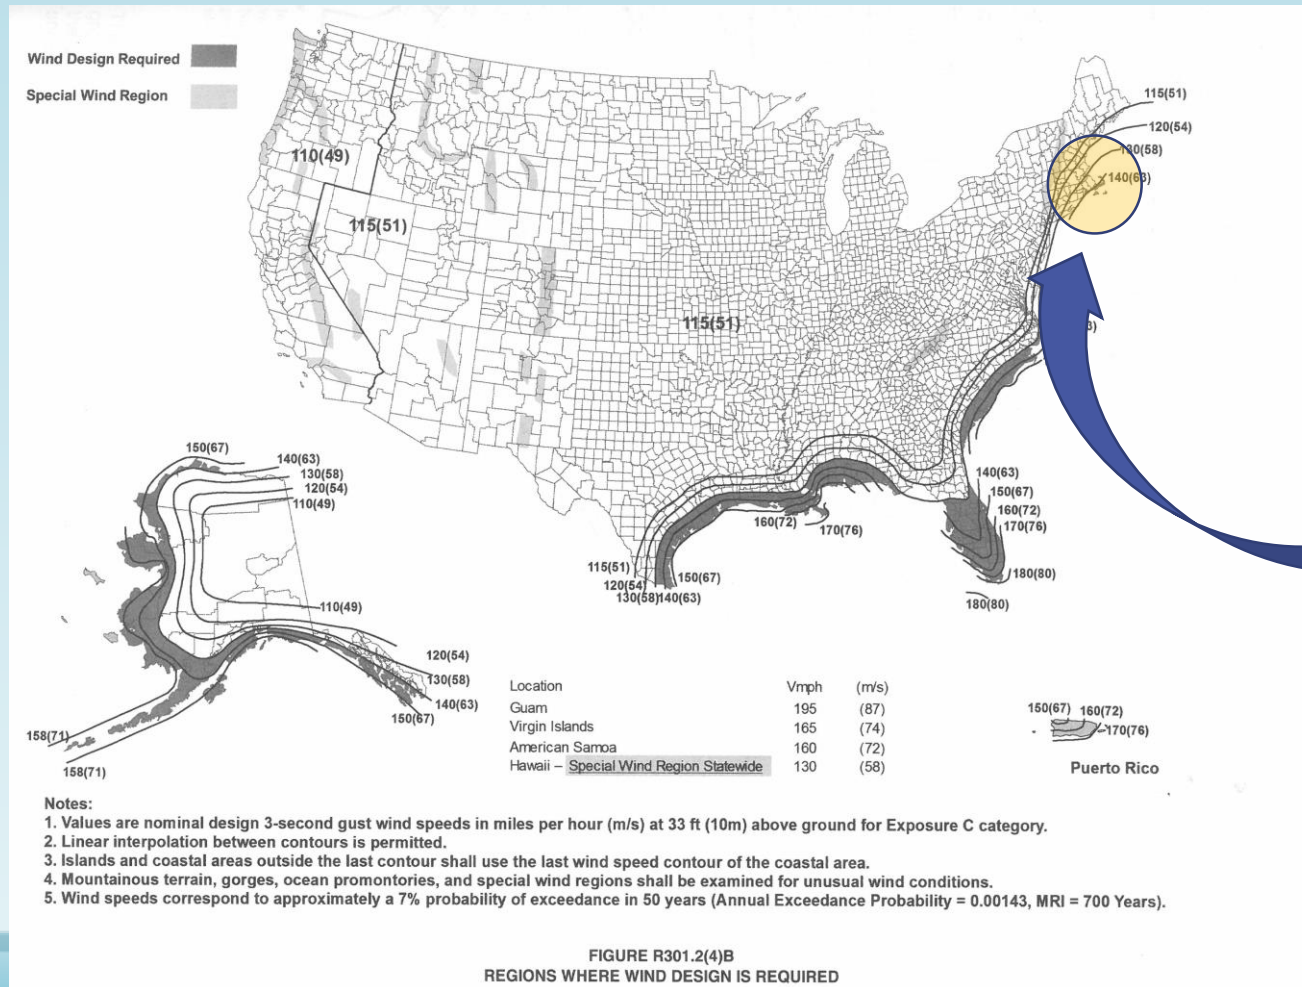 Wind Design Required
Special Wind Region
115(51)
120(54)
130(58)
140(63)
110(49)
115(51)
115(51)
150(67)
140(63)
130(58)
120(54)
110(49)
140(63)
150(67)
160(72)
170(76)
160(72)
170(76)
115(51)
120(54)
130(58)
140(63)
150(67)
180(80)
180(80)
110(49)
120(54)
130(58)
140(63)
150(67)
158(71)
158(71)
Location Vmph (m/s)
Guam 195 (87)
Virgin Islands 165 (74)
American Samoa 160 (72)
Hawaii – Special Wind Region Statewide 130 (58)
150(67) 160(72)
170(76)
Puerto Rico
Notes:
1. Values are nominal design 3-second gust wind speeds in miles per hour (m/s) at 33 ft (10m) above ground for Exposure C category.
2. Linear interpolation between contours is permitted.
3. Islands and coastal areas outside the last contour shall use the last wind speed contour of the coastal area.
4. Mountainous terrain, gorges, ocean promontories, and special wind regions shall be examined for unusual wind conditions.
5. Wind speeds correspond to approximately a 7% probability of exceedance in 50 years (Annual Exceedance Probability = 0.00143, MRI = 700 Years).
FIGURE R301.2(4)B
REGIONS WHERE WIND DESIGN IS REQUIRED